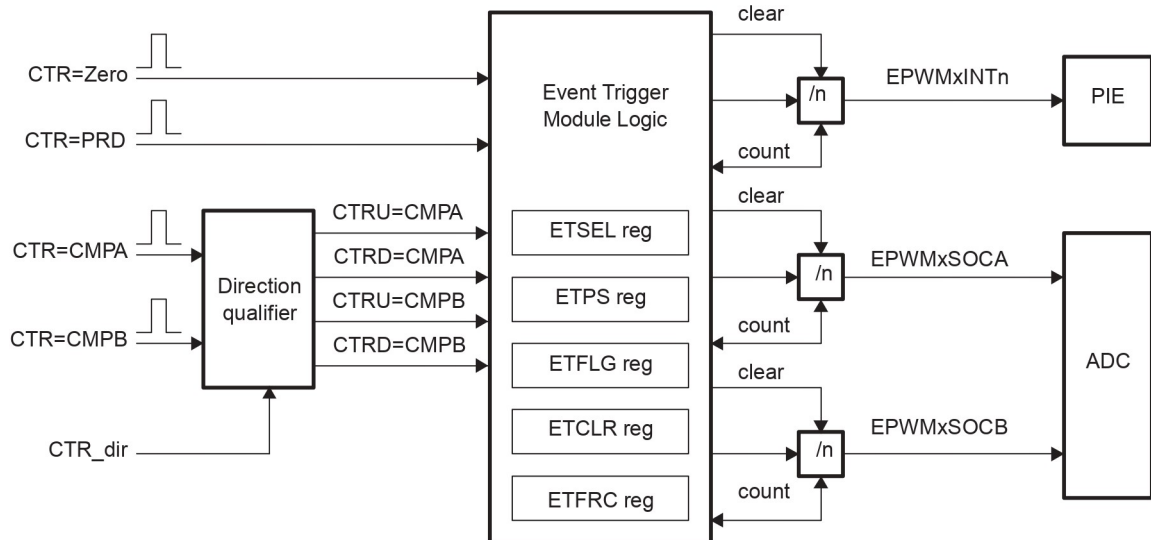 clear
CTR=Zero
Event Trigger
Module Logic
/n
EPWMxINTn
PIE
CTR=PRD
count
clear
CTRU=CMPA
ETSEL reg
CTR=CMPA
CTRD=CMPA
Direction
qualifier
/n
EPWMxSOCA
ETPS reg
CTRU=CMPB
CTR=CMPB
count
CTRD=CMPB
ETFLG reg
ADC
clear
ETCLR reg
CTR_dir
/n
EPWMxSOCB
count
ETFRC reg